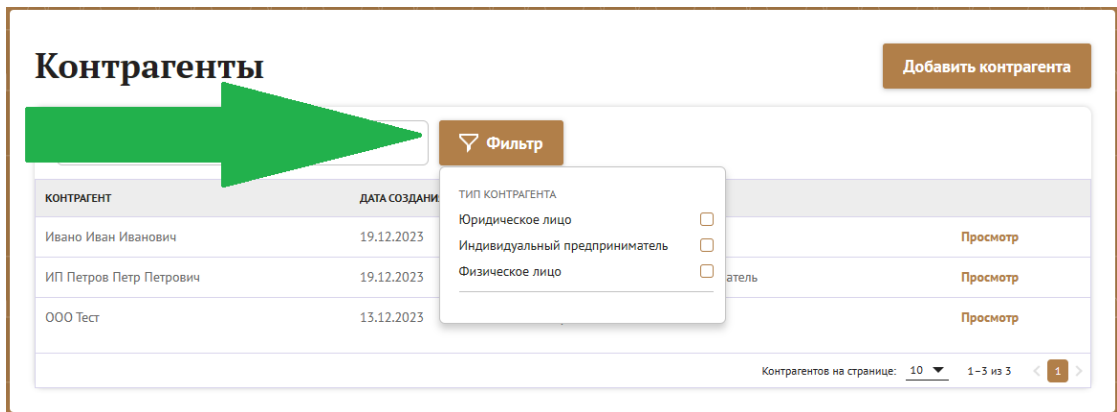 Контрагенты
Добавить контрагента
Фильтр
КОНТРАГЕНТ ДАТА СОЗДАНИ
ТИП КОНТРАГЕНТА
Юридическое лицо
Индивидуальный предприниматель
Физическое лицо
Ивано Иван Иванович 19.12.2023 Просмотр
ИП Петров Петр Петрович 19.12.2023 атель Просмотр
ООО Тест 13.12.2023 Просмотр
Контрагентов на странице: 10 1–3 из 3 < 1 >